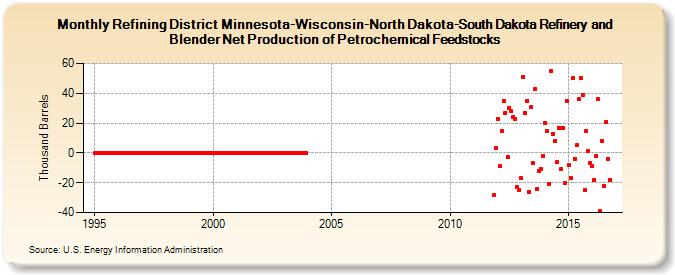 Monthly Refining District Minnesota-Wisconsin-North Dakota-South Dakota Refinery and
Blender Net Production of Petrochemical Feedstocks
Thousand Barrels
60
40
20
0
-20
-40
1995
2000
2005
2010
2015
Source: U.S. Energy Information Administration